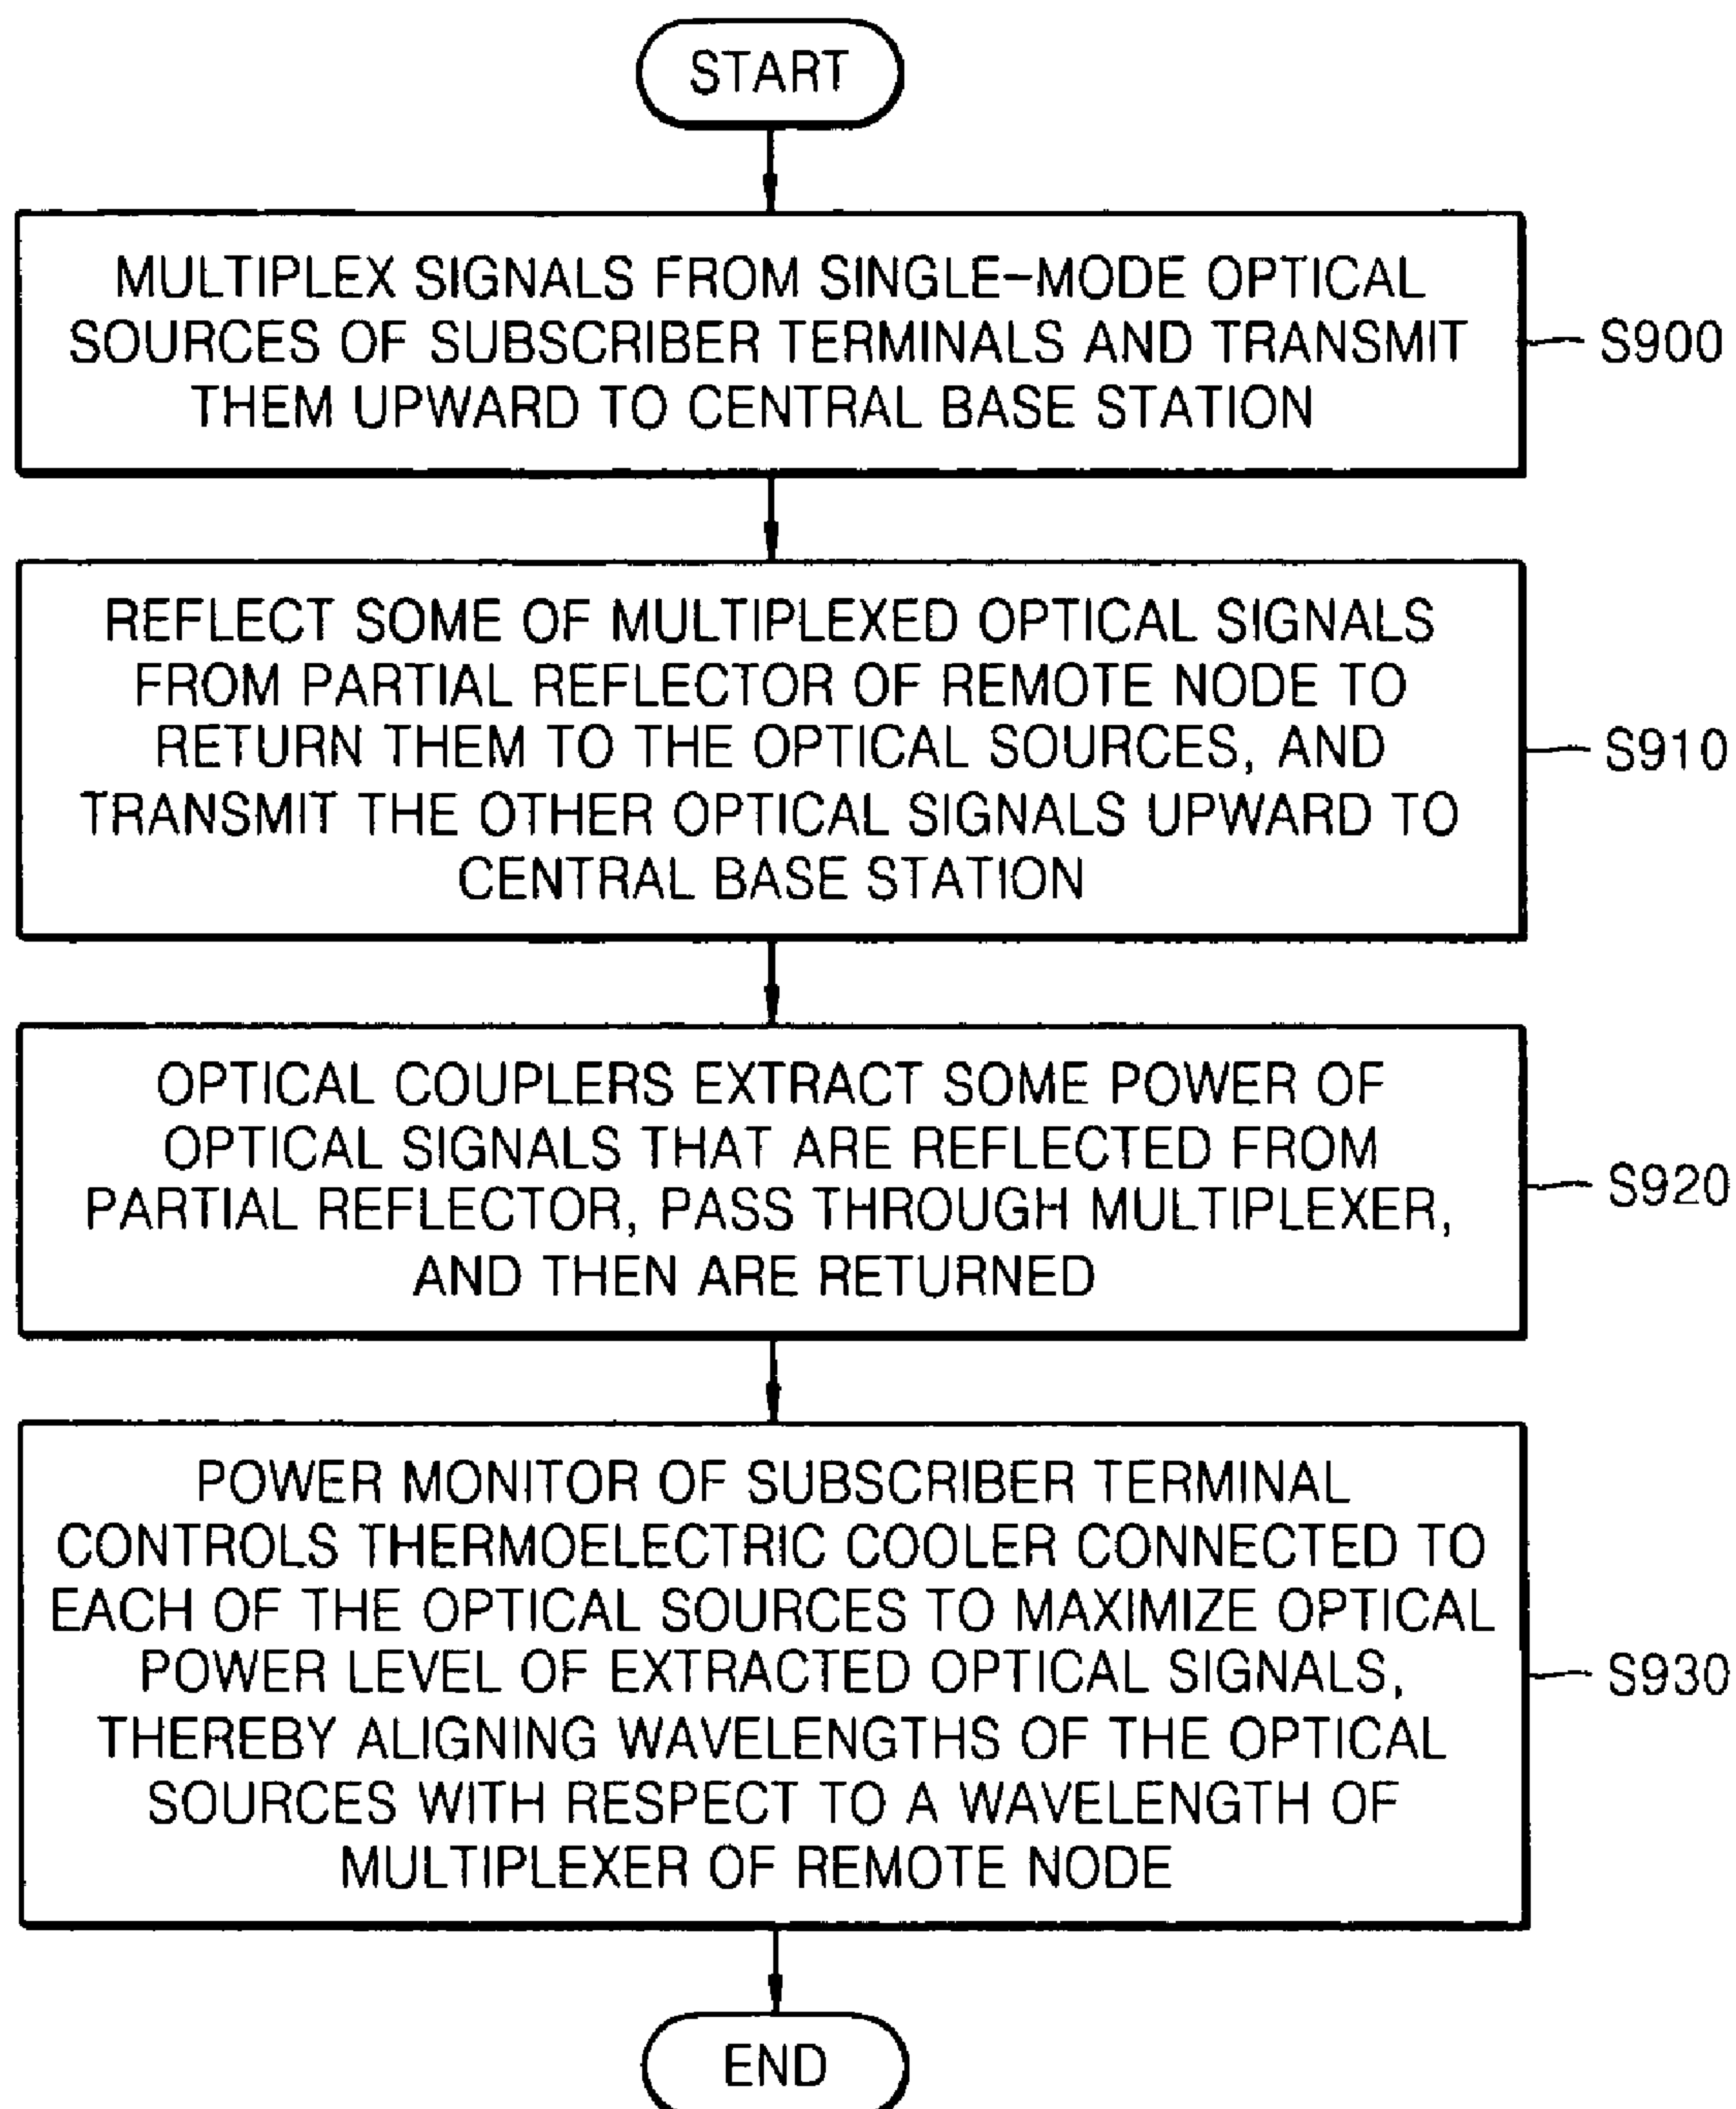 START
MULTIPLEX SIGNALS FROM SINGLE-MODE OPTICAL
SOURCES OF SUBSCRIBER TERMINALS AND TRANSMIT
THEM UPWARD TO CENTRAL BASE STATION
S900
REFLECT SOME OF MULTIPLEXED OPTICAL SIGNALS
FROM PARTIAL REFLECTOR OF REMOTE NODE TO
RETURN THEM TO THE OPTICAL SOURCES, AND
TRANSMIT THE OTHER OPTICAL SIGNALS UPWARD TO
CENTRAL BASE STATION
S910
OPTICAL COUPLERS EXTRACT SOME POWER OF
OPTICAL SIGNALS THAT ARE REFLECTED FROM
PARTIAL REFLECTOR, PASS THROUGH MULTIPLEXER,
AND THEN ARE RETURNED
S920
POWER MONITOR OF SUBSCRIBER TERMINAL
CONTROLS THERMOELECTRIC COOLER CONNECTED TO
EACH OF THE OPTICAL SOURCES TO MAXIMIZE OPTICAL
POWER LEVEL OF EXTRACTED OPTICAL SIGNALS,
THEREBY ALIGNING WAVELENGTHS OF THE OPTICAL
SOURCES WITH RESPECT TO A WAVELENGTH OF
MULTIPLEXER OF REMOTE NODE
S930
END